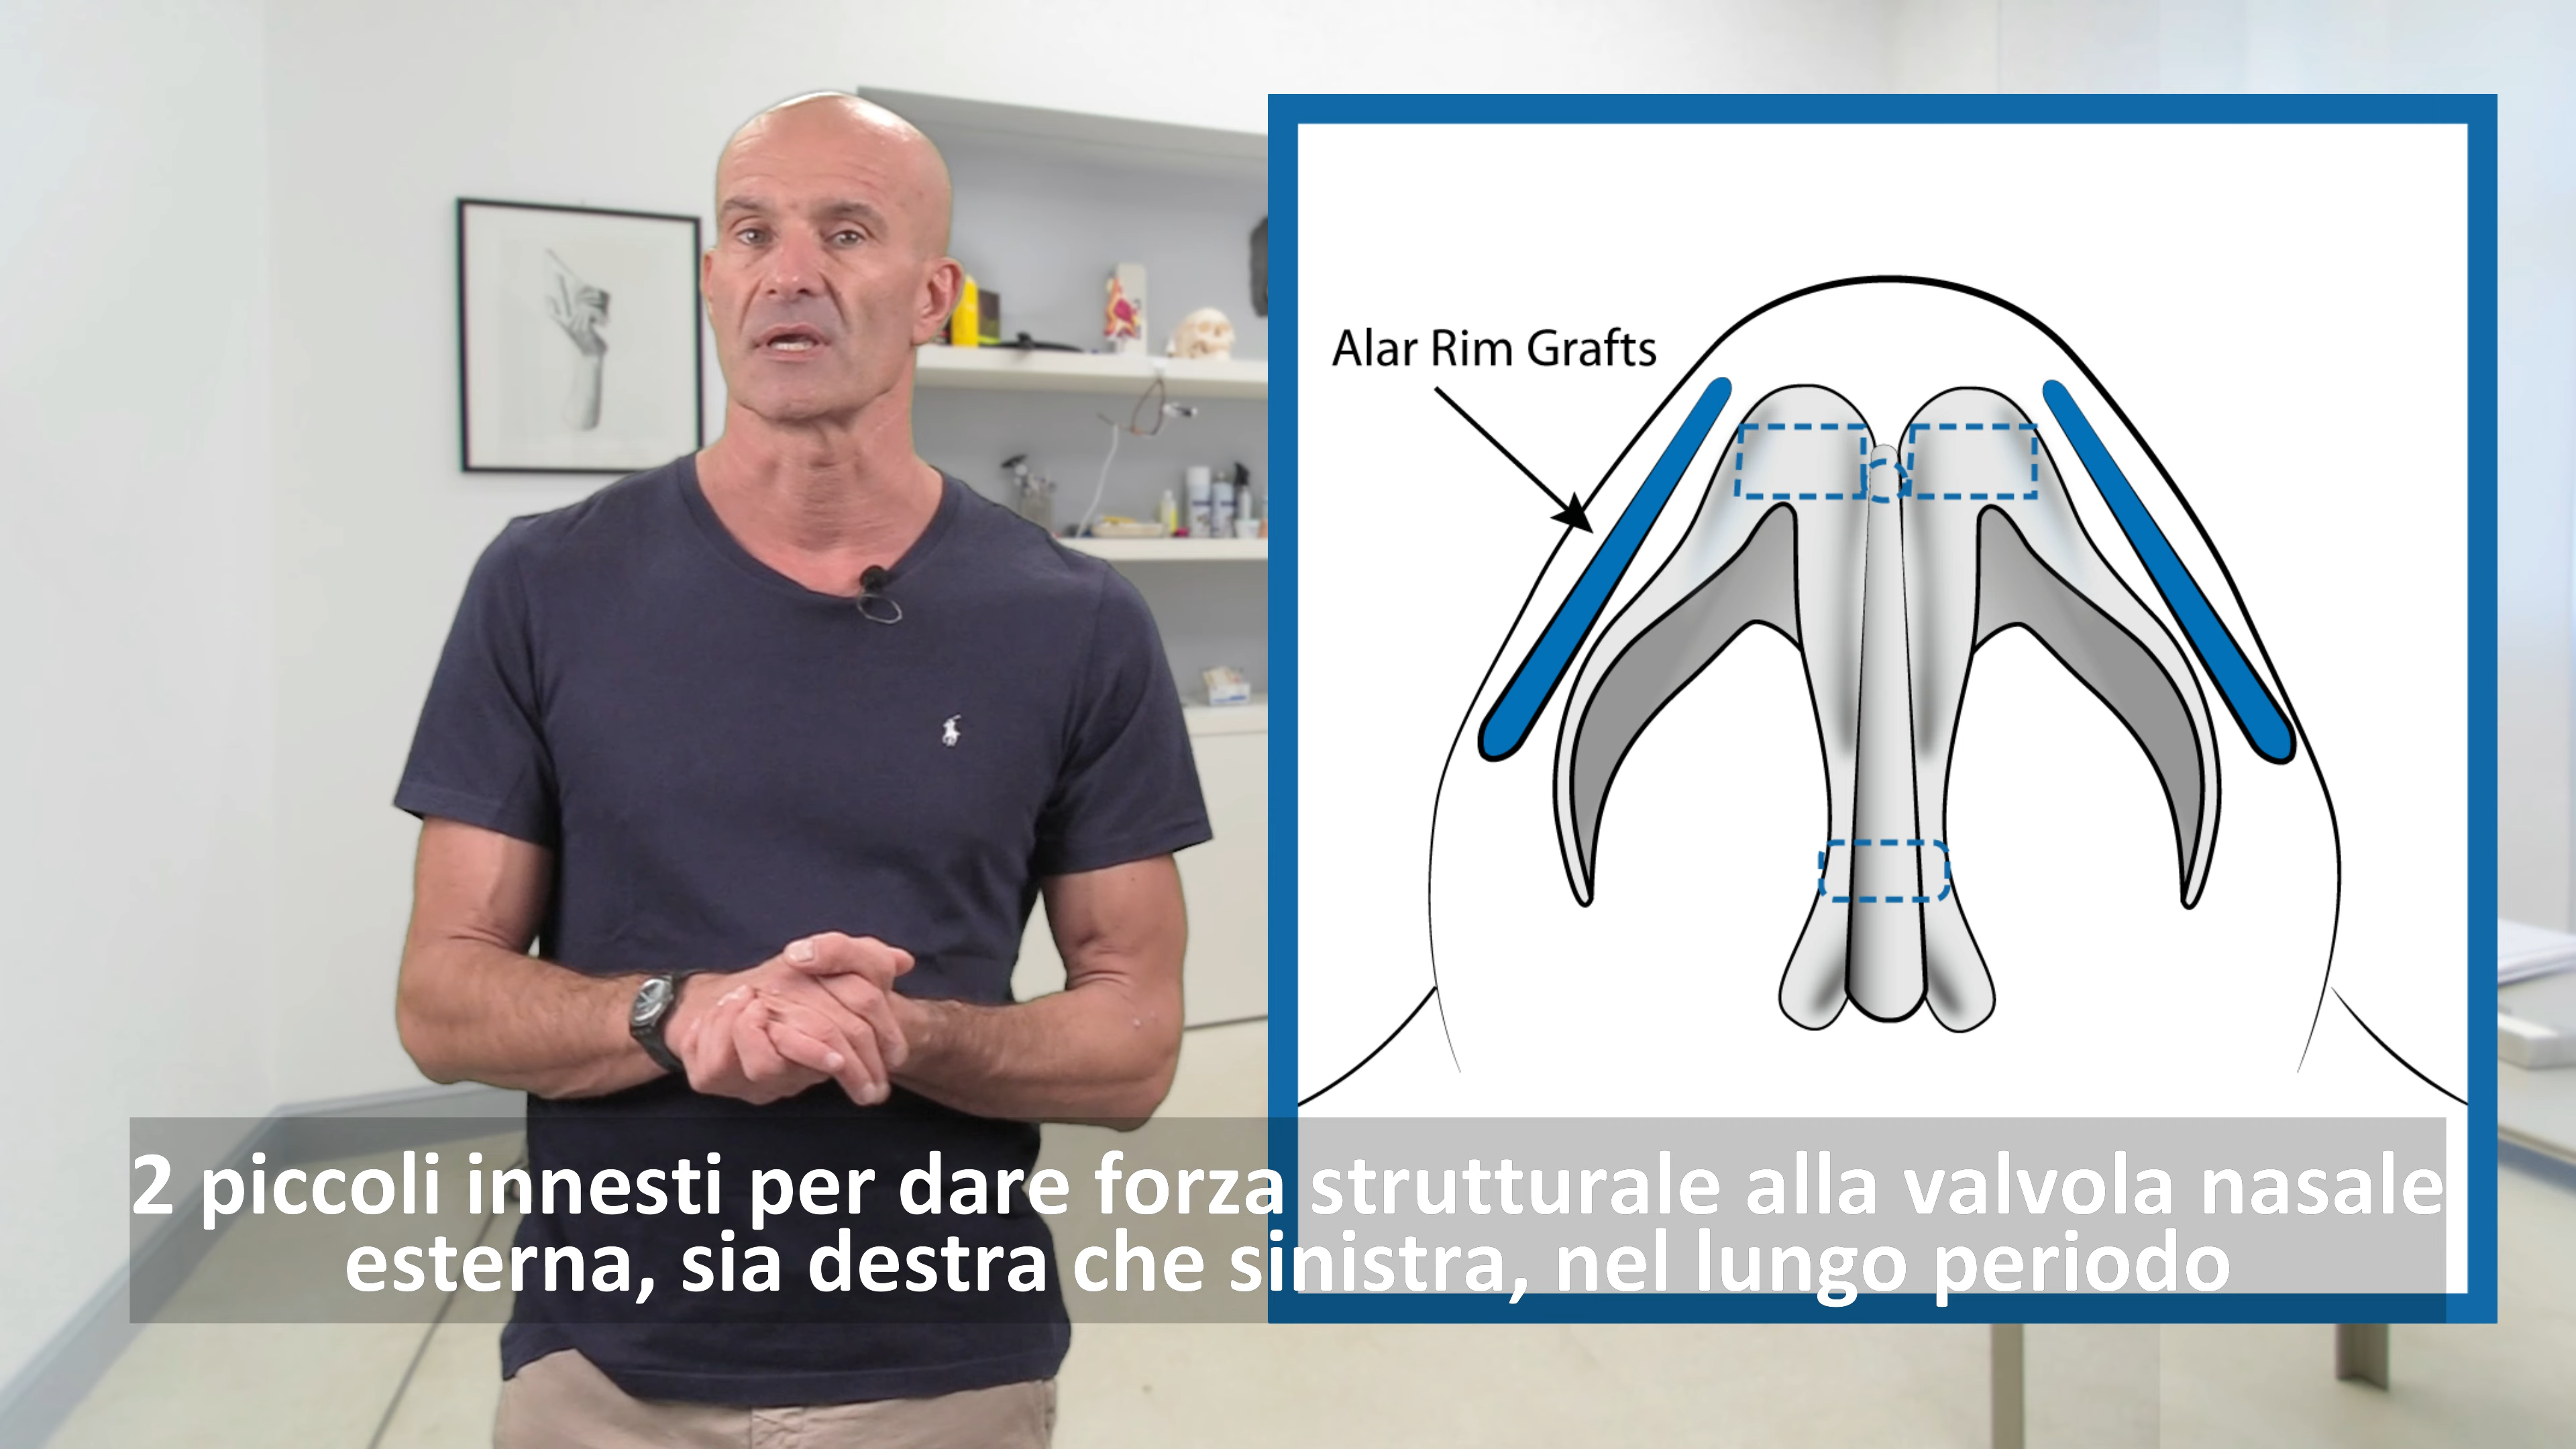 Alar Rim Grafts
2 piccoli innesti per dare forza strutturale alla valvola nasale
esterna, sia destra che sinistra, nel lungo periodo